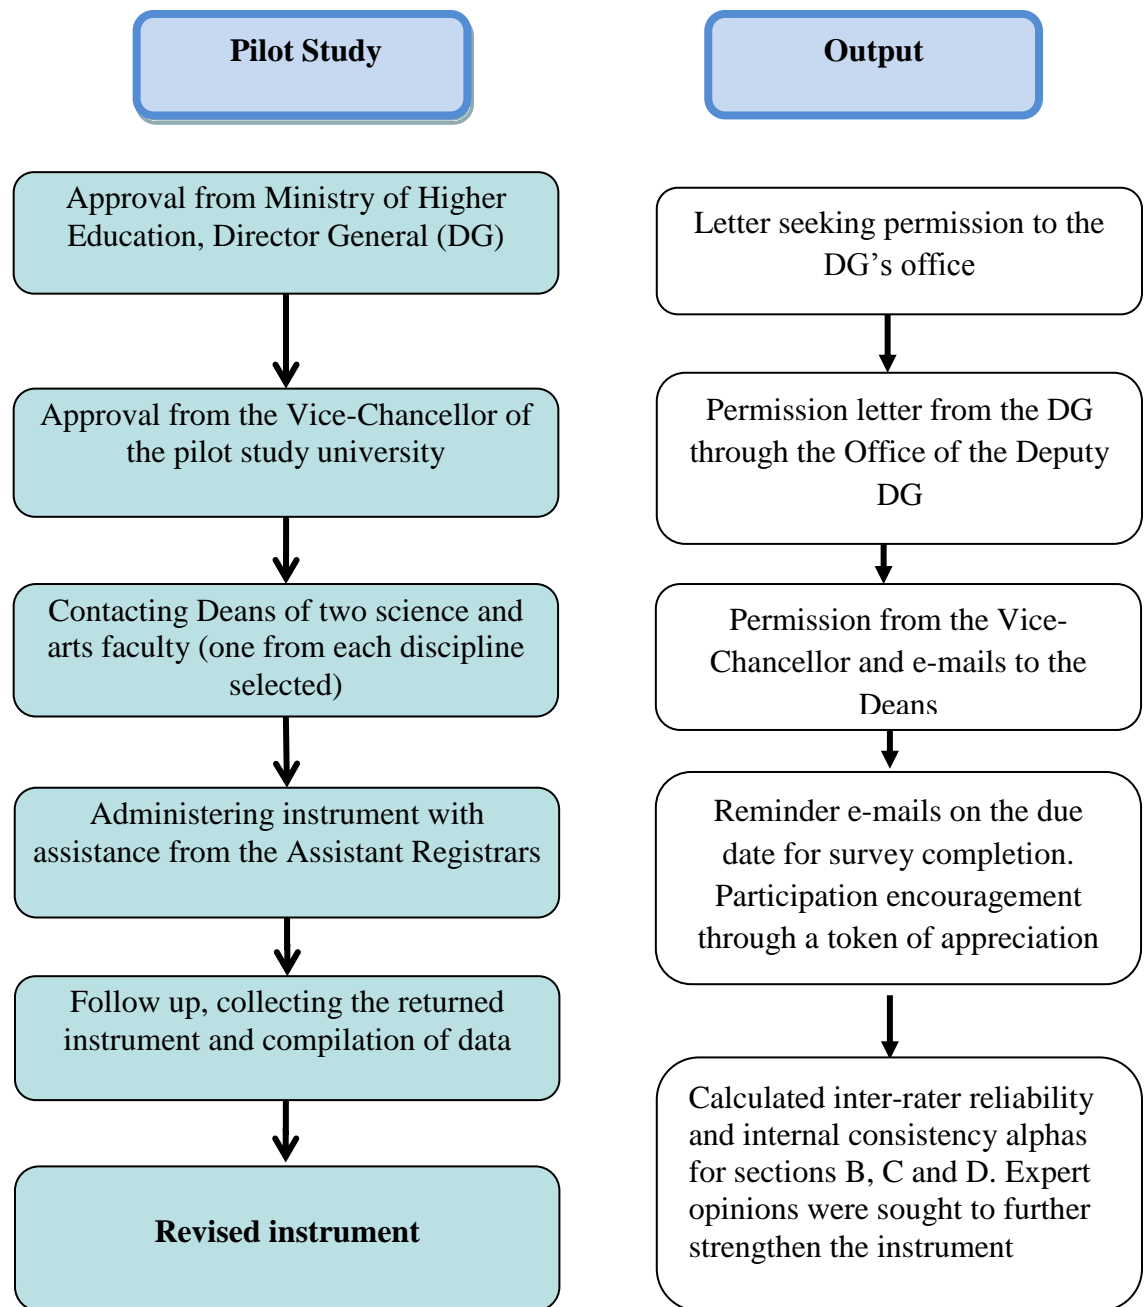 Pilot Study
Output
Approval from Ministry of Higher
Education, Director General (DG)
Letter seeking permission to the
DG’s office
Approval from the Vice-Chancellor of
the pilot study university
Permission letter from the DG
through the Office of the Deputy
DG
Contacting Deans of two science and
arts faculty (one from each discipline
selected)
Permission from the Vice-
Chancellor and e-mails to the
Deans
Administering instrument with
assistance from the Assistant Registrars
Reminder e-mails on the due
date for survey completion.
Participation encouragement
through a token of appreciation
Follow up, collecting the returned
instrument and compilation of data
Revised instrument
Calculated inter-rater reliability
and internal consistency alphas
for sections B, C and D. Expert
opinions were sought to further
strengthen the instrument